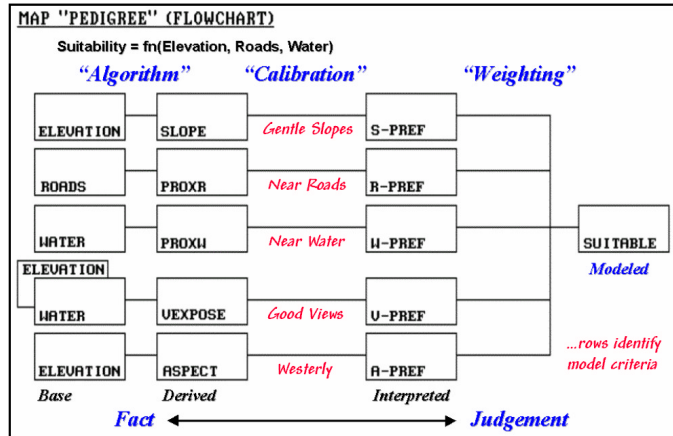 MAP "PEDIGREE" (FLOWCHART)
Suitability = fn(Elevation, Roads, Water)
"Algorithm" "Calibration" "Weighting"
ELEVATION SLOPE Gentle Slopes S-PREF
ROADS PROXR Near Roads R-PREF
WATER PROXW Near Water W-PREF SUITABLE
ELEVATION Modeled
WATER VEXPOSE Good Views V-PREF
...rows identify
ELEVATION ASPECT Westerly A-PREF model criteria
Base Derived Interpreted
Fact Judgement